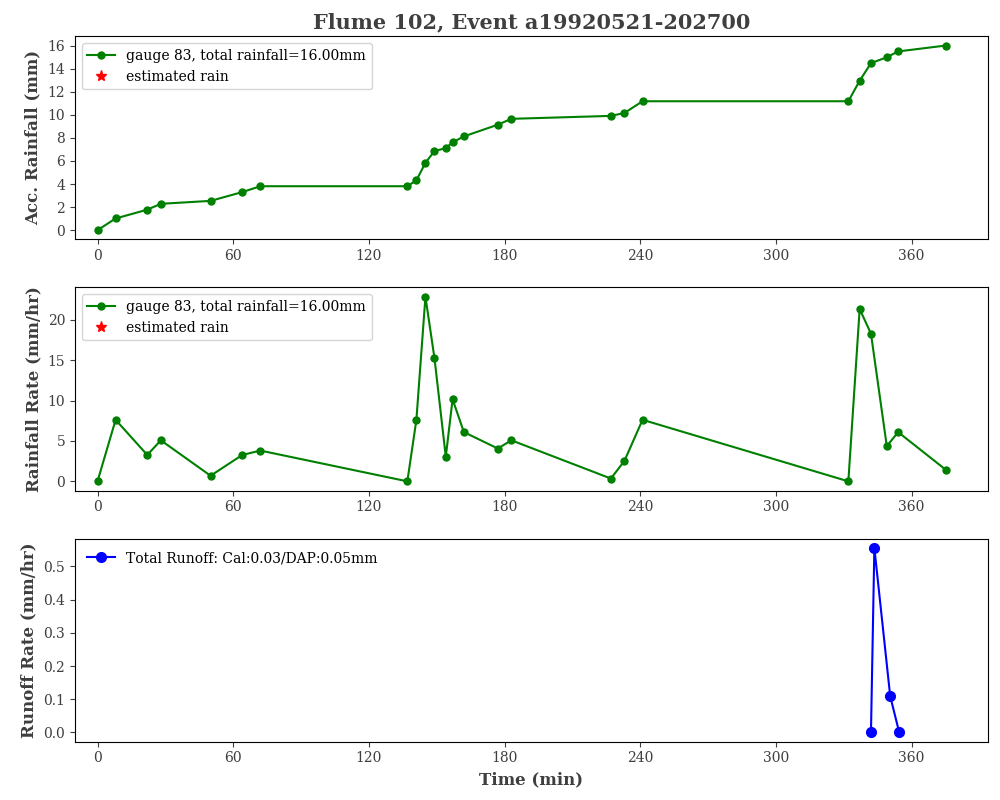 Flume 102, Event a19920521-202700
Acc. Rainfall (mm)
16
14
12
10
8
6
4
2
0
gauge 83, total rainfall=16.00mm
estimated rain
0 60 120 180 240 300 360
Rainfall Rate (mm/hr)
20
15
10
5
0
gauge 83, total rainfall=16.00mm
estimated rain
0 60 120 180 240 300 360
Runoff Rate (mm/hr)
0.5
0.4
0.3
0.2
0.1
0.0
Total Runoff: Cal:0.03/DAP:0.05mm
0 60 120 180 240 300 360
Time (min)